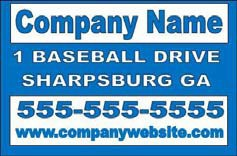 Company Name
1 BASEBALL DRIVE
SHARPSBURG GA
555-555-5555
www.companywebsite.com